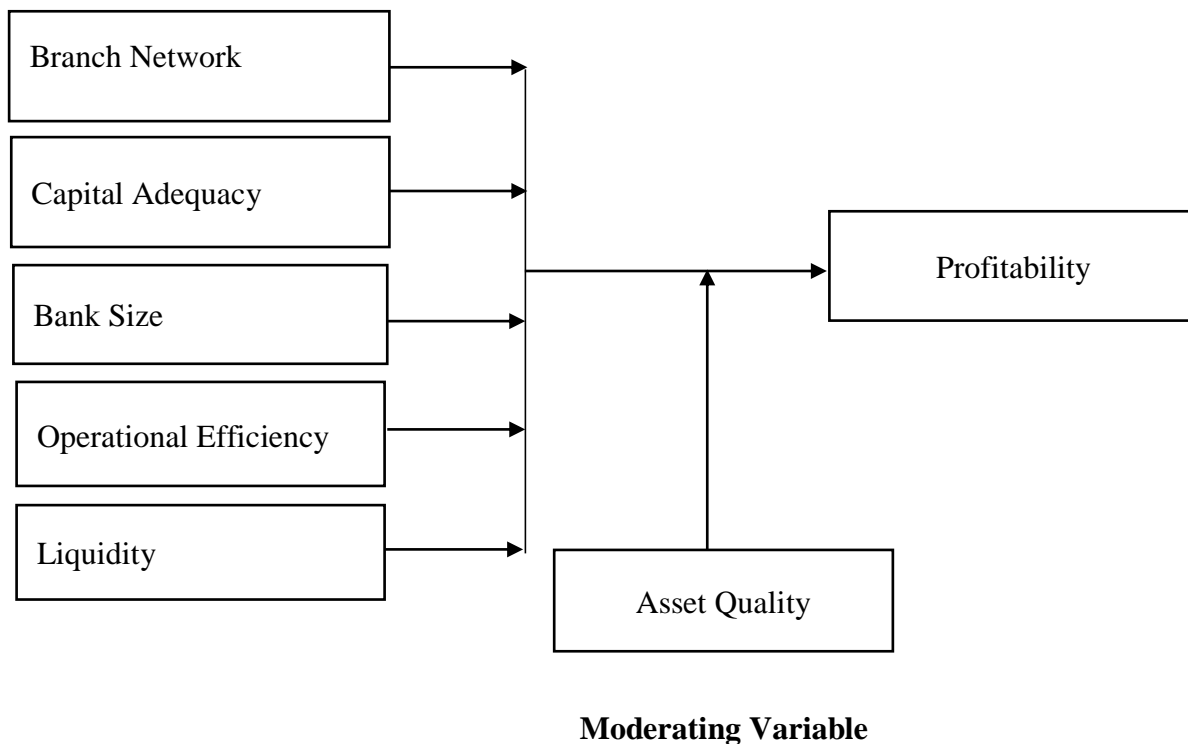 Branch Network
Capital Adequacy
Bank Size
Operational Efficiency
Liquidity
Profitability
Asset Quality
Moderating Variable